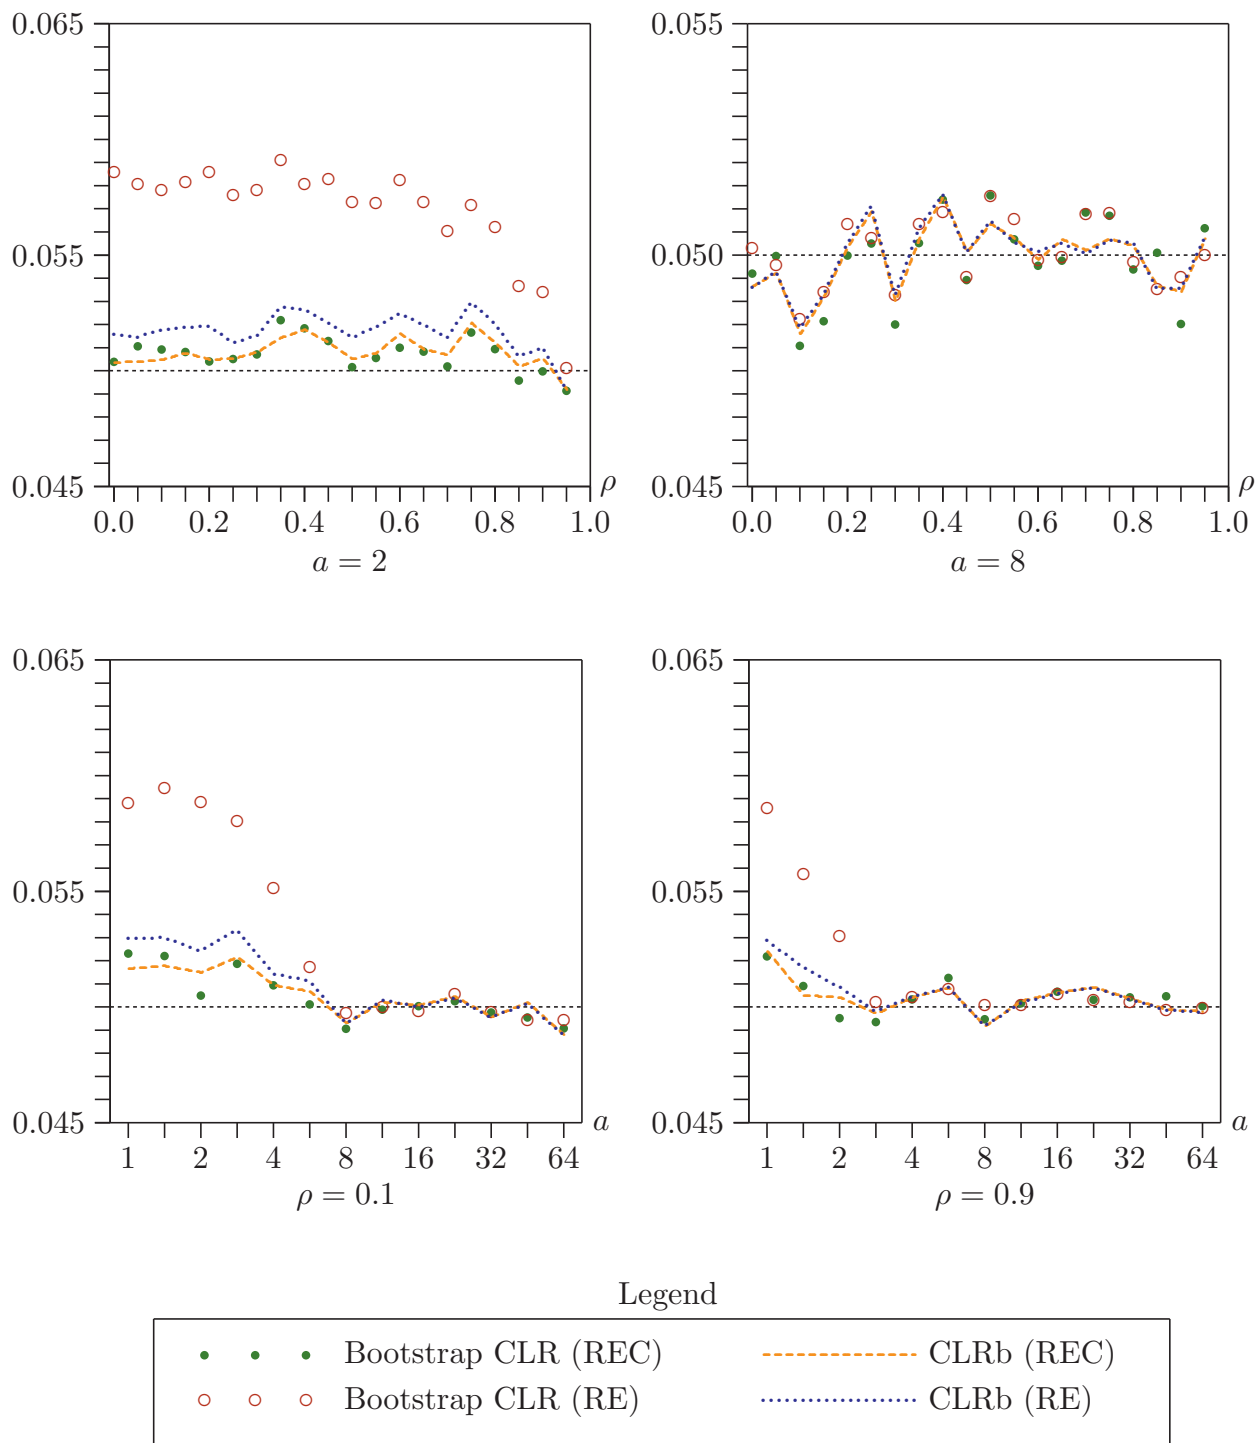 0.065
0.055
0.045
0.0 0.2 0.4 0.6 0.8 1.0
ρ
a = 2
0.055
0.050
0.045
0.0 0.2 0.4 0.6 0.8 1.0
ρ
a = 8
0.065
0.055
0.045
1 2 4 8 16 32 64
a
ρ = 0.1
0.065
0.055
0.045
1 2 4 8 16 32 64
a
ρ = 0.9
Legend
Bootstrap CLR (REC)
CLRb (REC)
Bootstrap CLR (RE)
CLRb (RE)